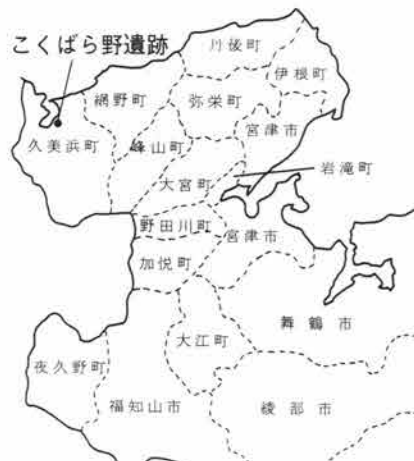 こくばら野遺跡
丹後町
伊根町
網野町
弥栄町
宮津市
久美浜町
峰山町
岩滝町
大宮町
野田川町
宮津市
加悦町
舞鶴市
大江町
夜久野町
福知山市
綾部市